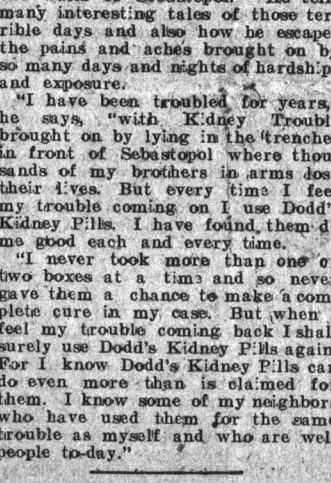 many interesting tales of those ter
rible days and also how he escape
the pains and aches brought on b
so many days and nights of hardship
and exposure.
"I have been troubled for years,
he says, "with Kidney Troubl
brought on by lying in the trenche
in front of Sebastopol where thou
sands of my brothers in arms los
their lives. But every time I fee
my trouble coming on I use Dodd'
Kidney Pills. I have found them d
me good each and every time.
"I never took more than one o
two boxes at a time and so neve
gave them a chance to make a com
plete cure in my case. But when
feel my trouble coming back I shal
surely use Dodd's Kidney Pills again
For I know Dodd's Kidney Pills can
do even more than is claimed fo
them. I know some of my neighbor
who have used them for the same
trouble as myself and who are wel
people to-day."